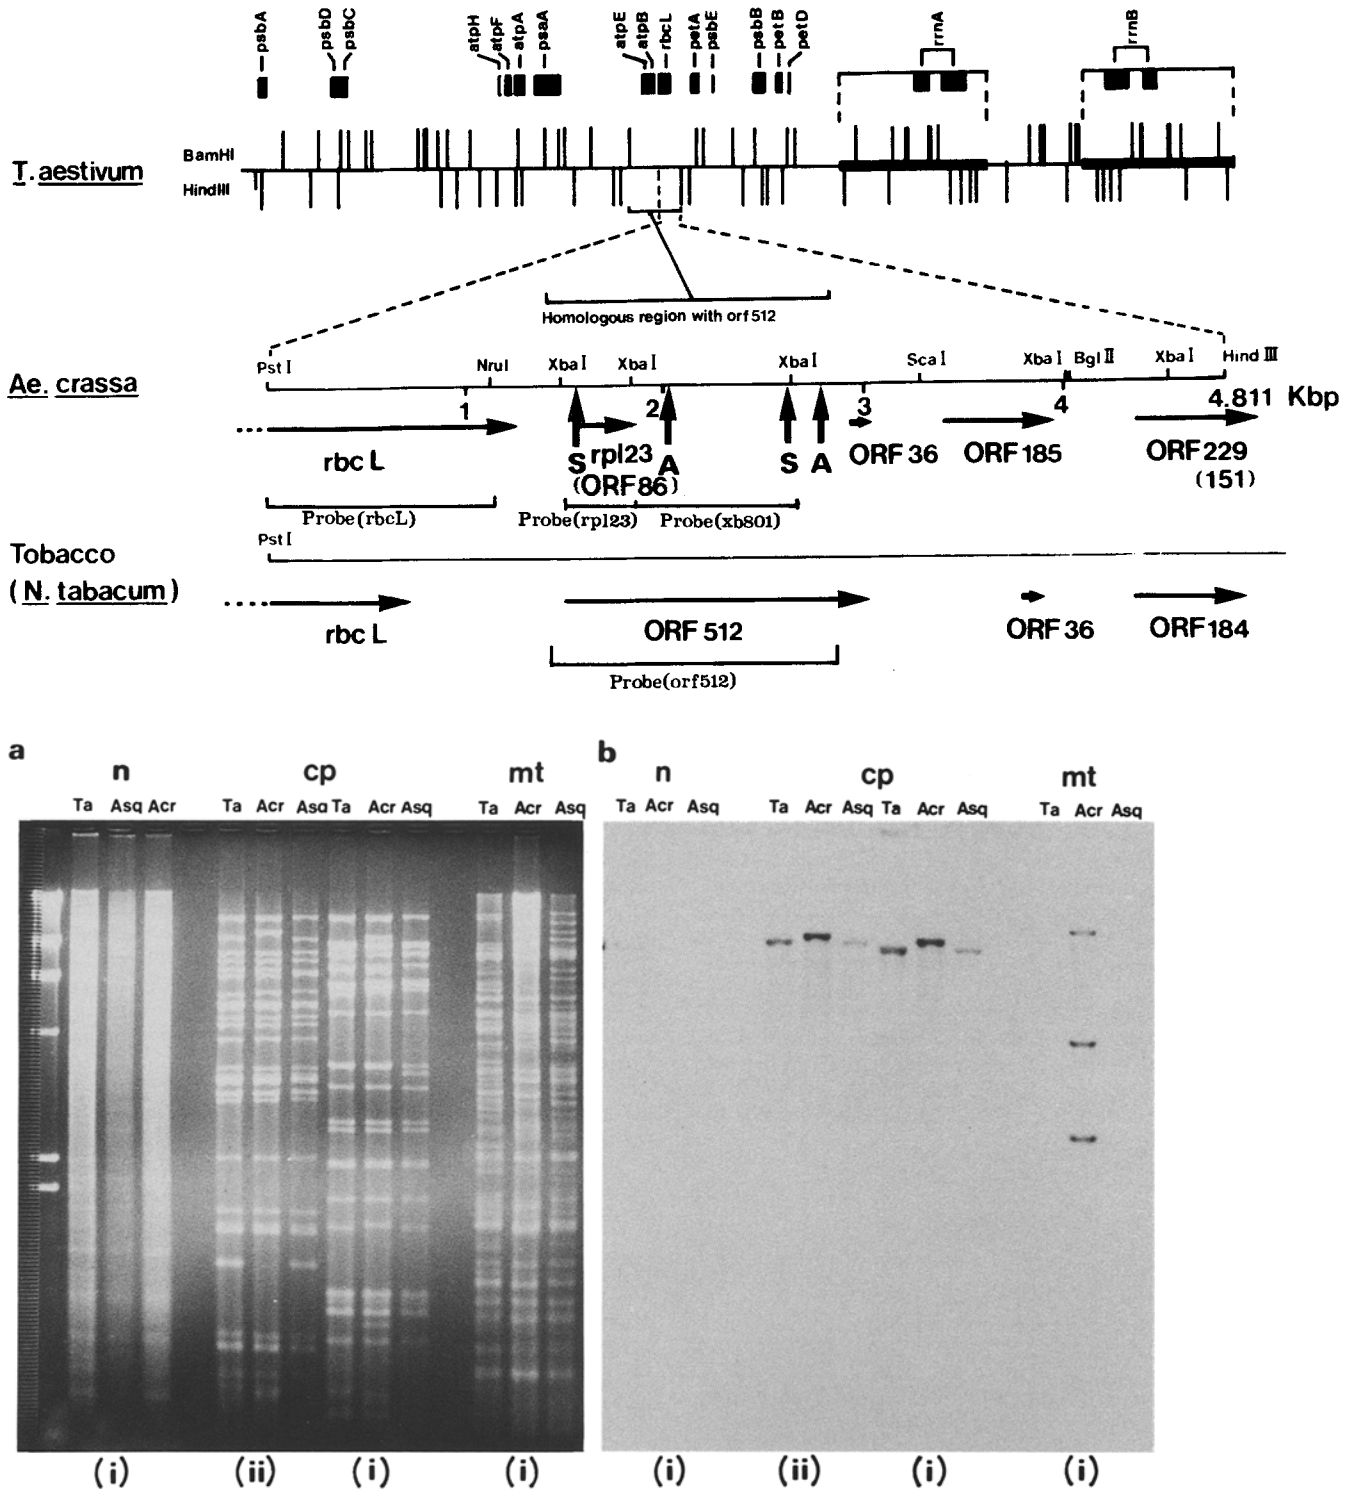 psbA psbD psbC atpH atpF atpA psaA atpE atpB rbcL petA psbE psbB petB petD rrnA rrnB
BamHI
T. aestivum
HindIII
Homologous region with orf 512
Pst I NruI Xba I Xba I Xba I Sca I Xba I Bgl II Xba I Hind III
Ae. crassa
1 2 3 4 4.811 Kbp
rbc L S rpl23 A S A ORF 36 ORF 185 ORF 229
(ORF 86) (151)
Probe(rbcL) Probe(rpl23) Probe(xb801)
Pst I
Tobacco
(N. tabacum)
rbc L ORF 512 ORF 36 ORF 184
Probe(orf512)
a b
n cp mt n cp mt
Ta Asq Acr Ta Acr Asq Ta Acr Asq Ta Acr Asq Ta Acr Asq Ta Acr Asq Ta Acr Asq Ta Acr Asq
(i) (ii) (i) (i) (i) (ii) (i) (i)